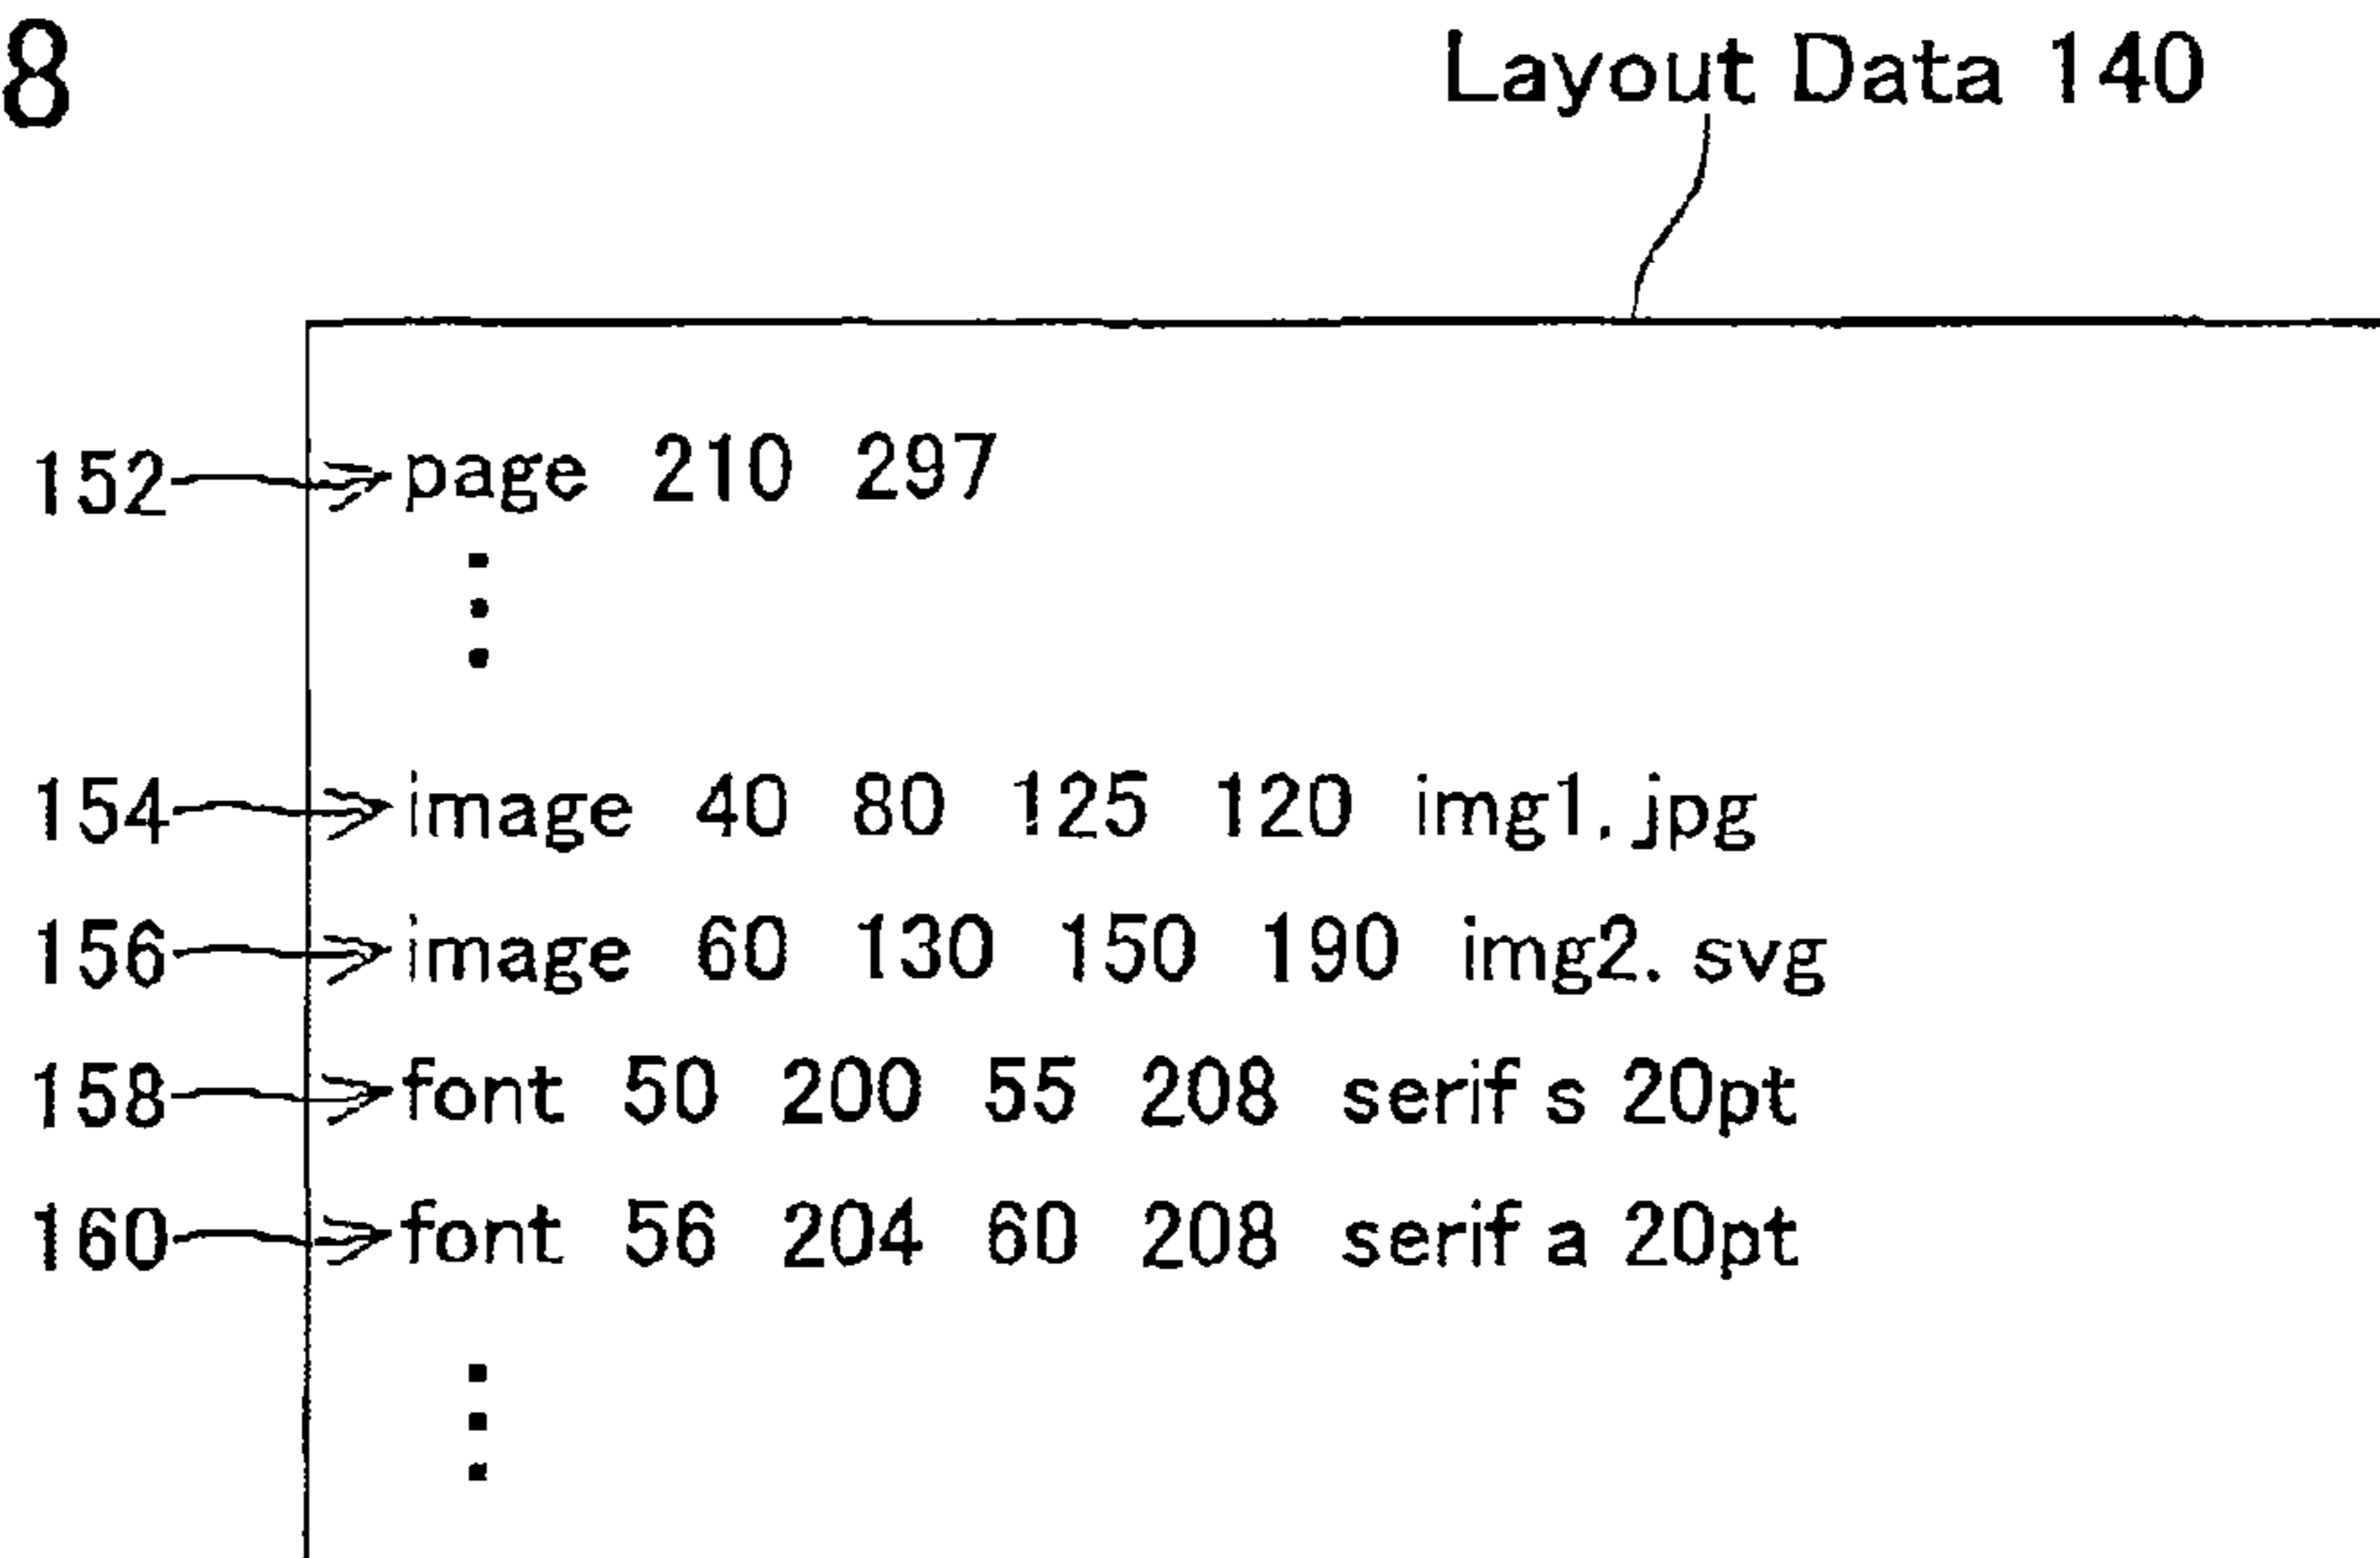 8
Layout Data 140
152 page 210 297
154 image 40 80 125 120 img1.jpg
156 image 60 130 150 190 img2.svg
158 font 50 200 55 208 serif s 20pt
160 font 56 204 60 208 serif a 20pt